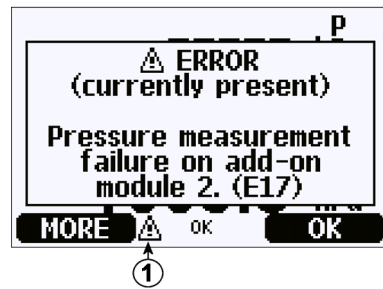 P
⚠ ERROR
(currently present)
Pressure measurement
failure on add-on
module 2. (E17)
MORE ⚠ OK OK
1